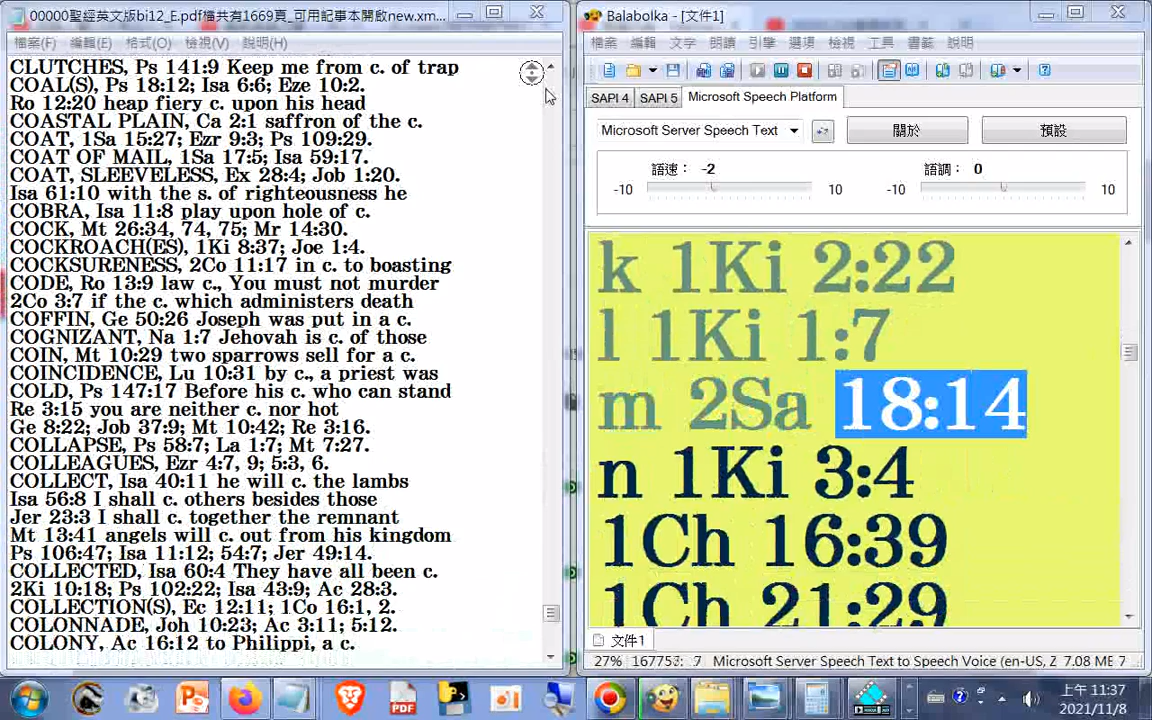 00000聖經英文版bi12_E.pdf檔共有1669頁_可用記事本開啟new.xm...
檔案(F) 編輯(E) 格式(O) 檢視(V) 說明(H)
CLUTCHES, Ps 141:9 Keep me from c. of trap
COAL(S), Ps 18:12; Isa 6:6; Eze 10:2.
Ro 12:20 heap fiery c. upon his head
COASTAL PLAIN, Ca 2:1 saffron of the c.
COAT, 1Sa 15:27; Ezr 9:3; Ps 109:29.
COAT OF MAIL, 1Sa 17:5; Isa 59:17.
COAT, SLEEVELESS, Ex 28:4; Job 1:20.
Isa 61:10 with the s. of righteousness he
COBRA, Isa 11:8 play upon hole of c.
COCK, Mt 26:34, 74, 75; Mr 14:30.
COCKROACH(ES), 1Ki 8:37; Joe 1:4.
COCKSURENESS, 2Co 11:17 in c. to boasting
CODE, Ro 13:9 law c., You must not murder
2Co 3:7 if the c. which administers death
COFFIN, Ge 50:26 Joseph was put in a c.
COGNIZANT, Na 1:7 Jehovah is c. of those
COIN, Mt 10:29 two sparrows sell for a c.
COINCIDENCE, Lu 10:31 by c., a priest was
COLD, Ps 147:17 Before his c. who can stand
Re 3:15 you are neither c. nor hot
Ge 8:22; Job 37:9; Mt 10:42; Re 3:16.
COLLAPSE, Ps 58:7; La 1:7; Mt 7:27.
COLLEAGUES, Ezr 4:7, 9; 5:3, 6.
COLLECT, Isa 40:11 he will c. the lambs
Isa 56:8 I shall c. others besides those
Jer 23:3 I shall c. together the remnant
Mt 13:41 angels will c. out from his kingdom
Ps 106:47; Isa 11:12; 54:7; Jer 49:14.
COLLECTED, Isa 60:4 They have all been c.
2Ki 10:18; Ps 102:22; Isa 43:9; Ac 28:3.
COLLECTION(S), Ec 12:11; 1Co 16:1, 2.
COLONNADE, Joh 10:23; Ac 3:11; 5:12.
COLONY, Ac 16:12 to Philippi, a c.
Balabolka - [文件1]
檔案 編輯 文字 朗讀 引擎 選項 檢視 工具 書籤 說明
SAPI 4 SAPI 5 Microsoft Speech Platform
Microsoft Server Speech Text 關於 預設
語速： -2 語調： 0
-10 10 -10 10
k 1Ki 2:22
l 1Ki 1:7
m 2Sa 18:14
n 1Ki 3:4
1Ch 16:39
1Ch 21:29
文件1
27% 167753: 7 Microsoft Server Speech Text to Speech Voice (en-US, Z 7.08 ME 7
PDF
上午 11:37
2021/11/8